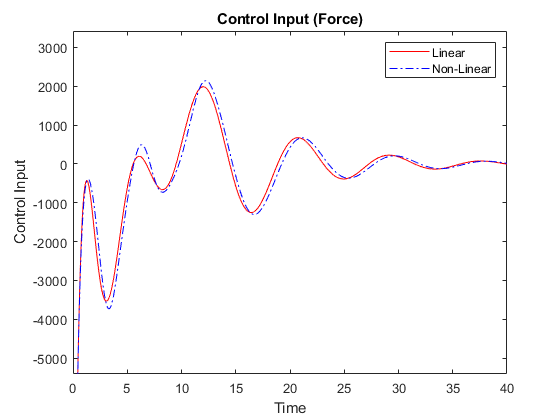 Control Input (Force)
Linear
Non-Linear
3000
2000
1000
0
-1000
-2000
-3000
-4000
-5000
Control Input
0 5 10 15 20 25 30 35 40
Time